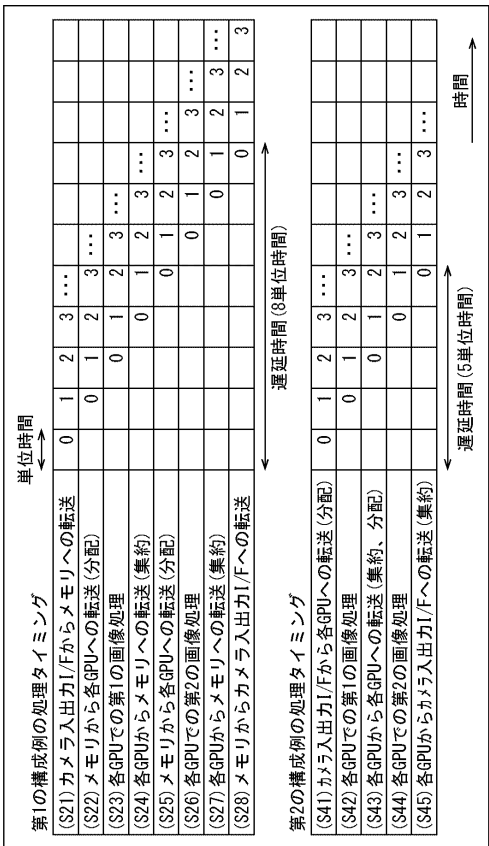 第1の構成例の処理タイミング
単位時間
(S21) カメラ入出力I/Fからメモリへの転送 0 1 2 3 …
(S22) メモリから各GPUへの転送(分配) 0 1 2 3 …
(S23) 各GPUでの第1の画像処理 0 1 2 3 …
(S24) 各GPUからメモリへの転送(集約) 0 1 2 3 …
(S25) メモリから各GPUへの転送(分配) 0 1 2 3 …
(S26) 各GPUでの第2の画像処理 0 1 2 3 …
(S27) 各GPUからメモリへの転送(集約) 0 1 2 3 …
(S28) メモリからカメラ入出力I/Fへの転送 0 1 2 3
遅延時間(8単位時間)
第2の構成例の処理タイミング
(S41) カメラ入出力I/Fから各GPUへの転送(分配) 0 1 2 3 …
(S42) 各GPUでの第1の画像処理 0 1 2 3 …
(S43) 各GPUから各GPUへの転送(集約、分配) 0 1 2 3 …
(S44) 各GPUでの第2の画像処理 0 1 2 3 …
(S45) 各GPUからカメラ入出力I/Fへの転送(集約) 0 1 2 3 …
遅延時間(5単位時間)
時間